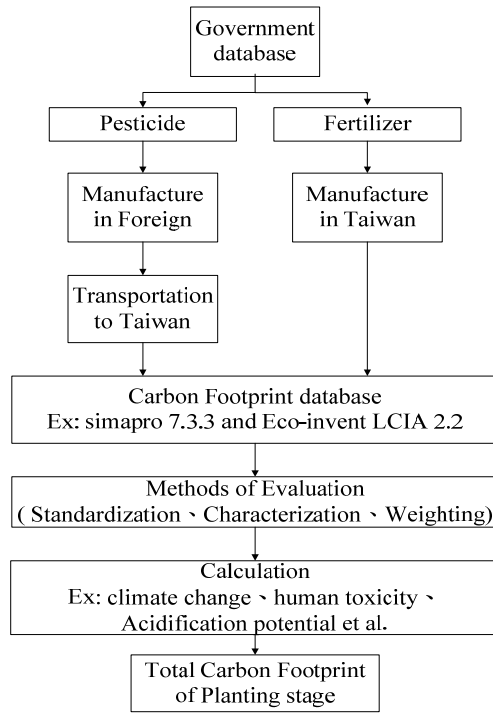 Government
database
Pesticide
Fertilizer
Manufacture
in Foreign
Manufacture
in Taiwan
Transportation
to Taiwan
Carbon Footprint database
Ex: simapro 7.3.3 and Eco-invent LCIA 2.2
Methods of Evaluation
( Standardization、Characterization、Weighting)
Calculation
Ex: climate change、human toxicity、
Acidification potential et al.
Total Carbon Footprint
of Planting stage